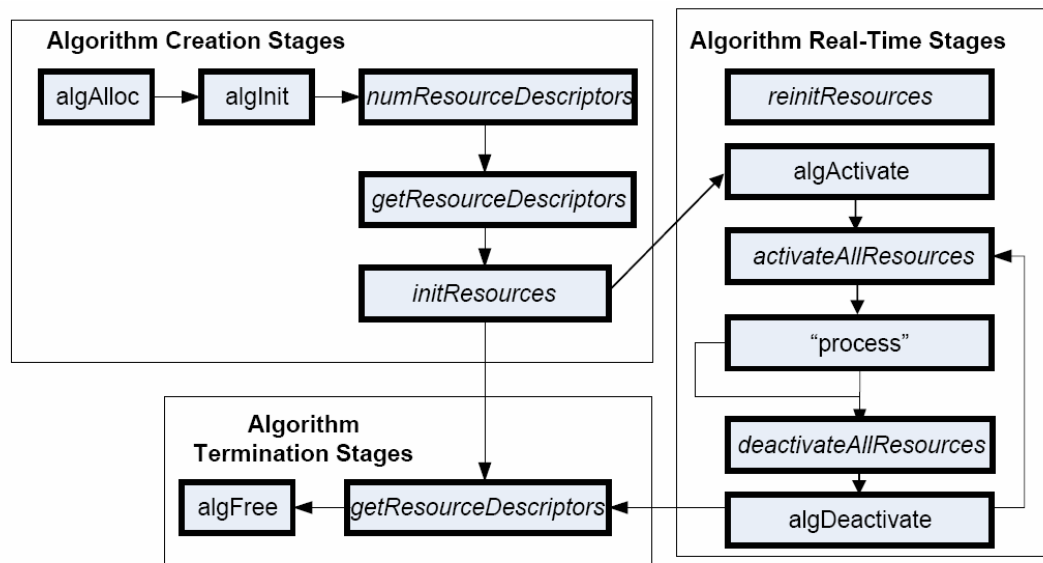 Algorithm Creation Stages
algAlloc
algInit
numResourceDescriptors
getResourceDescriptors
initResources
Algorithm Real-Time Stages
reinitResources
algActivate
activateAllResources
“process”
deactivateAllResources
algDeactivate
Algorithm
Termination Stages
algFree
getResourceDescriptors